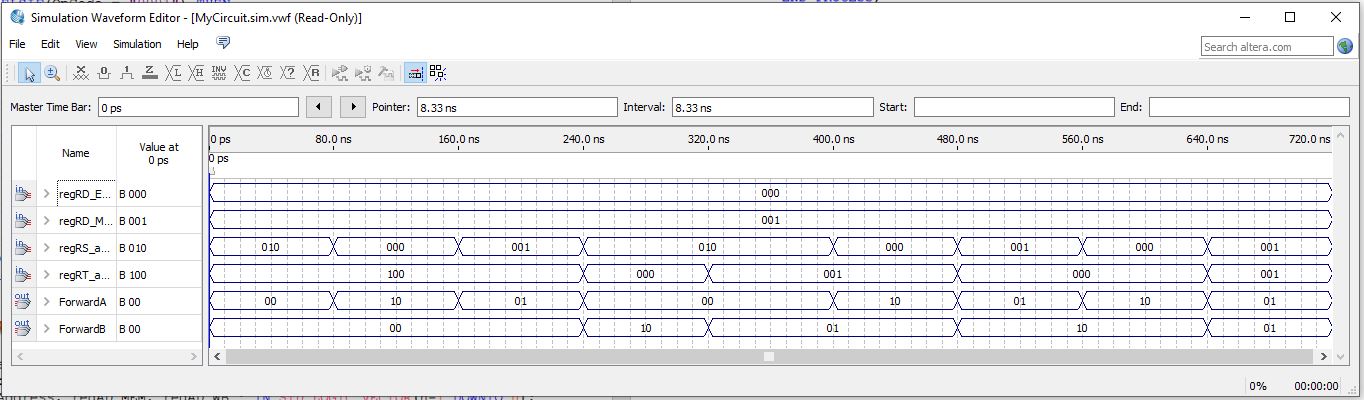 Simulation Waveform Editor - [MyCircuit.sim.vwf (Read-Only)]
File Edit View Simulation Help
Search altera.com
Master Time Bar: 0 ps Pointer: 8.33 ns Interval: 8.33 ns Start: End:
Name Value at 0 ps
0 ps 80.0 ns 160.0 ns 240.0 ns 320.0 ns 400.0 ns 480.0 ns 560.0 ns 640.0 ns 720.0 ns
0 ps
regRD_E... B 000 000
regRD_M... B 001 001
regRS_a... B 010 010 000 001 010 000 001 000 001
regRT_a... B 100 100 000 001 000 001
ForwardA B 00 00 10 01 00 10 01 10 01
ForwardB B 00 00 10 01 10 01
0% 00:00:00